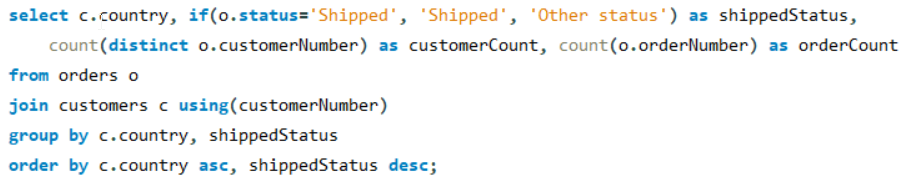 select c.country, if(o.status='Shipped', 'Shipped', 'Other status') as shippedStatus,
count(distinct o.customerNumber) as customerCount, count(o.orderNumber) as orderCount
from orders o
join customers c using(customerNumber)
group by c.country, shippedStatus
order by c.country asc, shippedStatus desc;